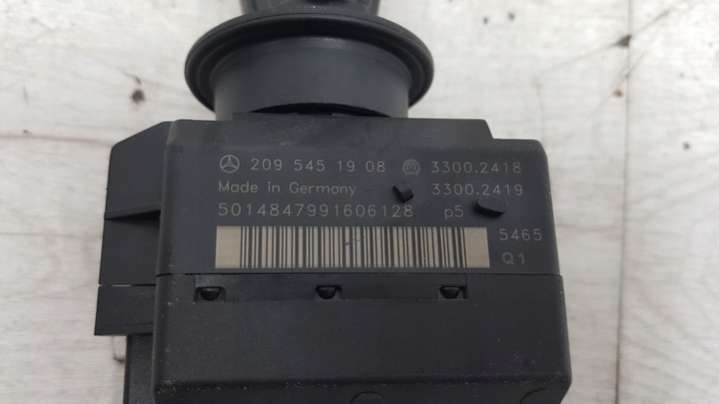 209 545 19 08 3300.2418
Made in Germany 3300.2419
5014847991606128 p5
5465
Q1